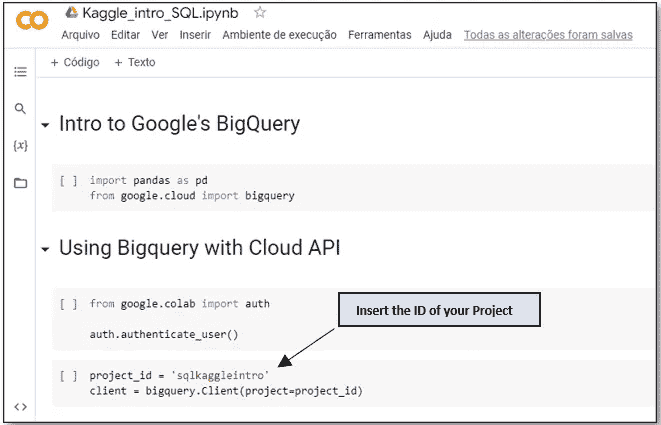 Kaggle_intro_SQL.ipynb
Arquivo Editar Ver Inserir Ambiente de execução Ferramentas Ajuda Todas as alterações foram salvas
+ Código + Texto
Intro to Google's BigQuery
[ ] import pandas as pd
from google.cloud import bigquery
Using Bigquery with Cloud API
[ ] from google.colab import auth
Insert the ID of your Project
auth.authenticate_user()
[ ] project_id = 'sqlkaggleintro'
client = bigquery.Client(project=project_id)